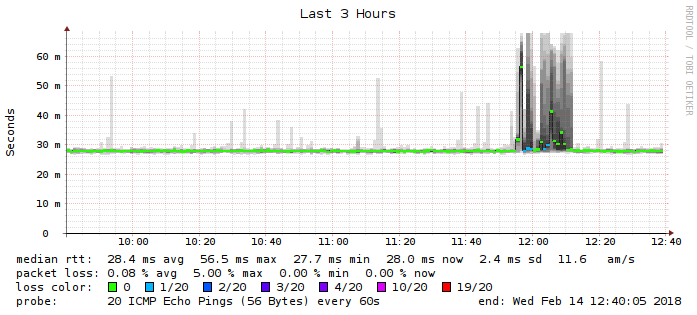 Last 3 Hours
RRDTOOL / TOBI OETIKER
Seconds
60 m
50 m
40 m
30 m
20 m
10 m
0
10:00 10:20 10:40 11:00 11:20 11:40 12:00 12:20 12:40
median rtt: 28.4 ms avg 56.5 ms max 27.7 ms min 28.0 ms now 2.4 ms sd 11.6 am/s
packet loss: 0.08 % avg 5.00 % max 0.00 % min 0.00 % now
loss color: 0 1/20 2/20 3/20 4/20 10/20 19/20
probe: 20 ICMP Echo Pings (56 Bytes) every 60s end: Wed Feb 14 12:40:05 2018